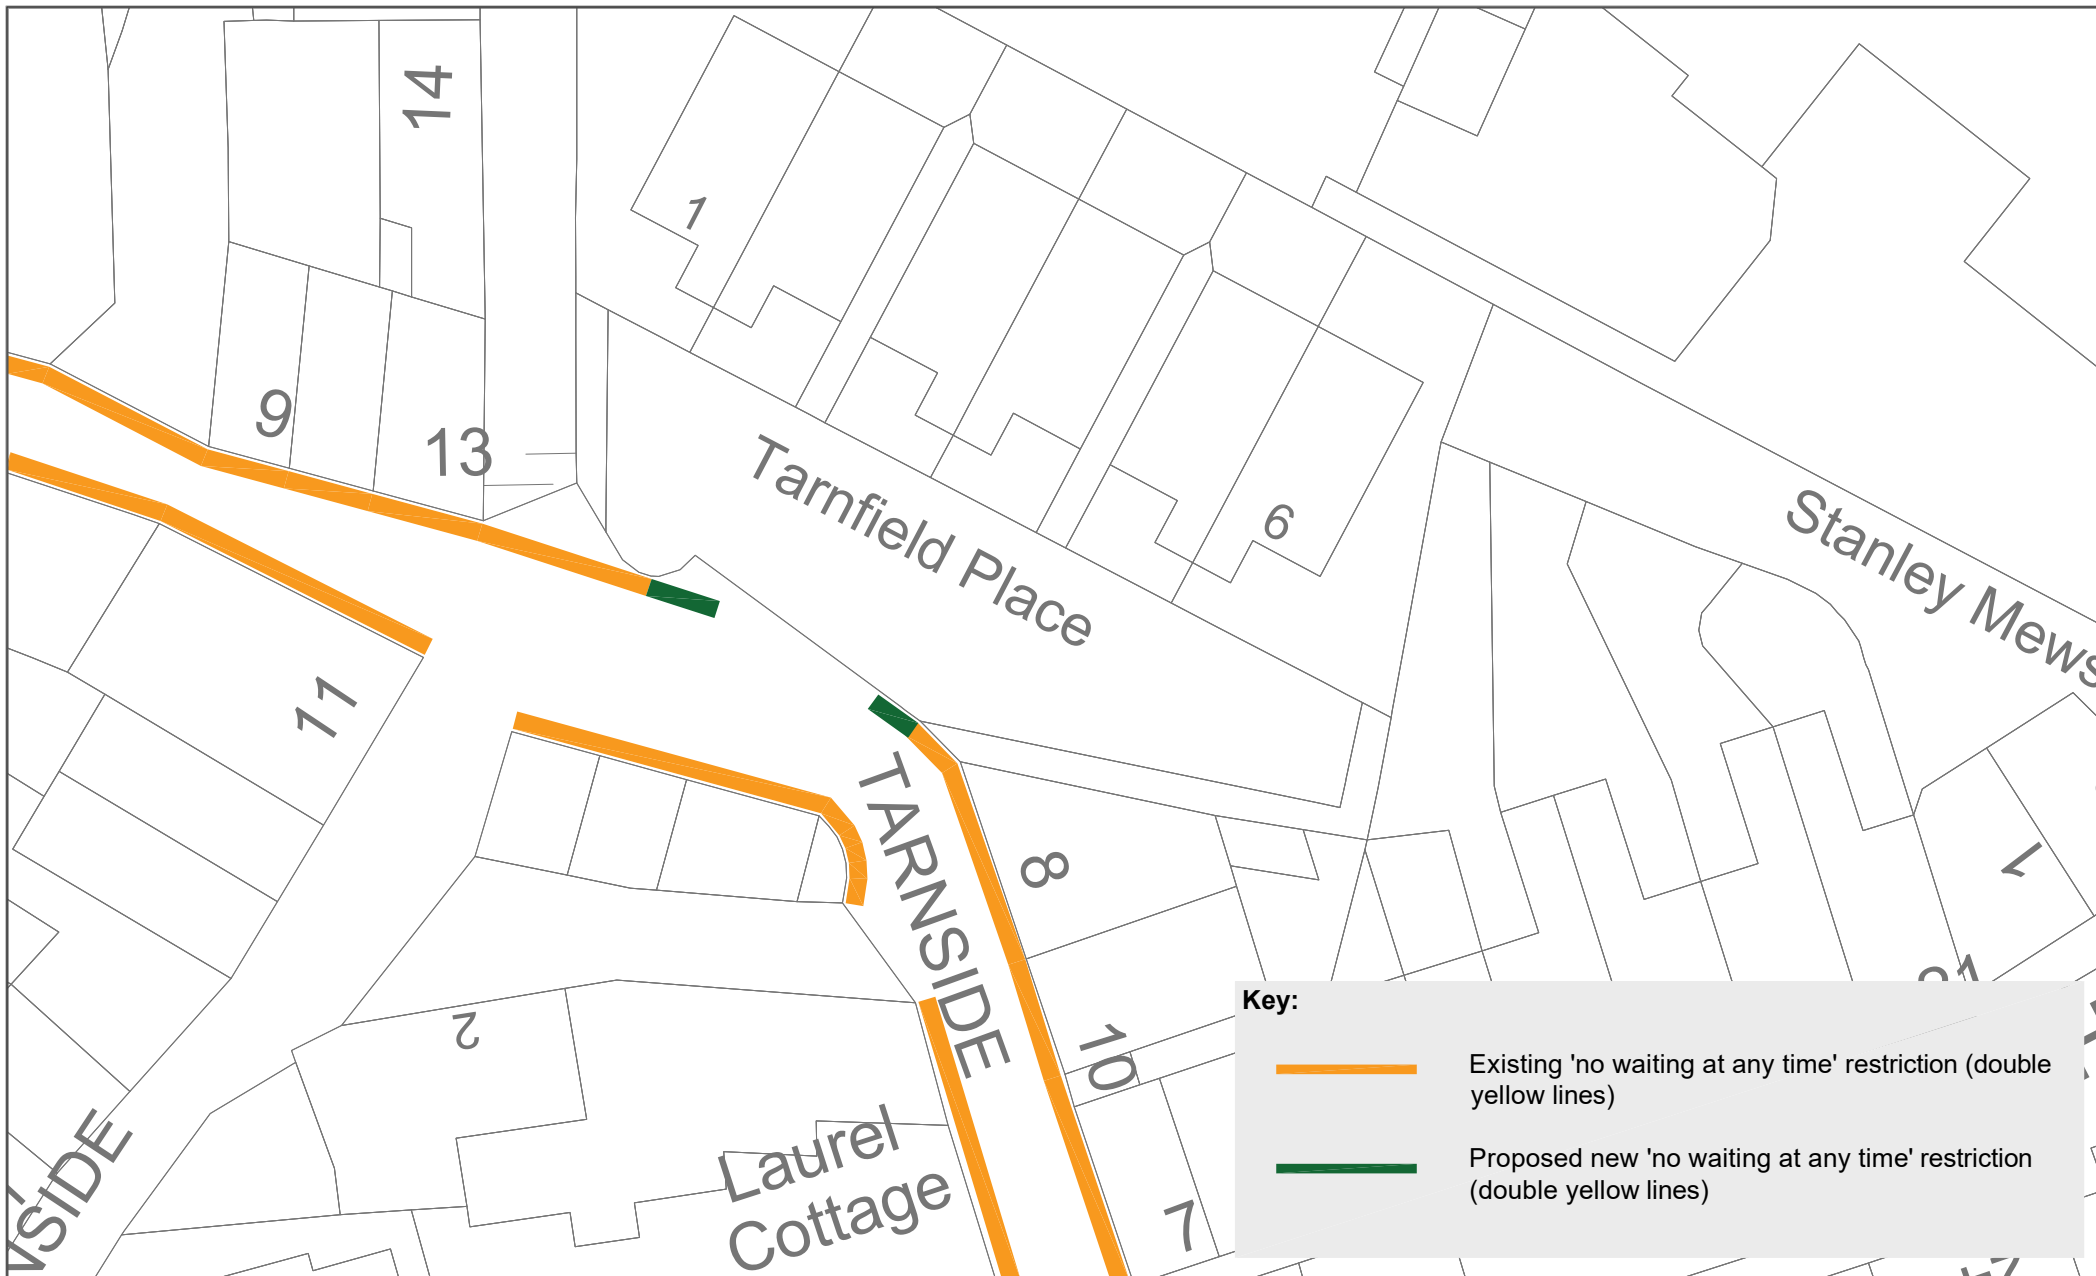 14
1
9
13
Tarnfield Place
6
Stanley Mews
11
TARNSIDE
8
1
2
10
Laurel
Cottage
7
Key:
Existing 'no waiting at any time' restriction (double
yellow lines)
Proposed new 'no waiting at any time' restriction
(double yellow lines)